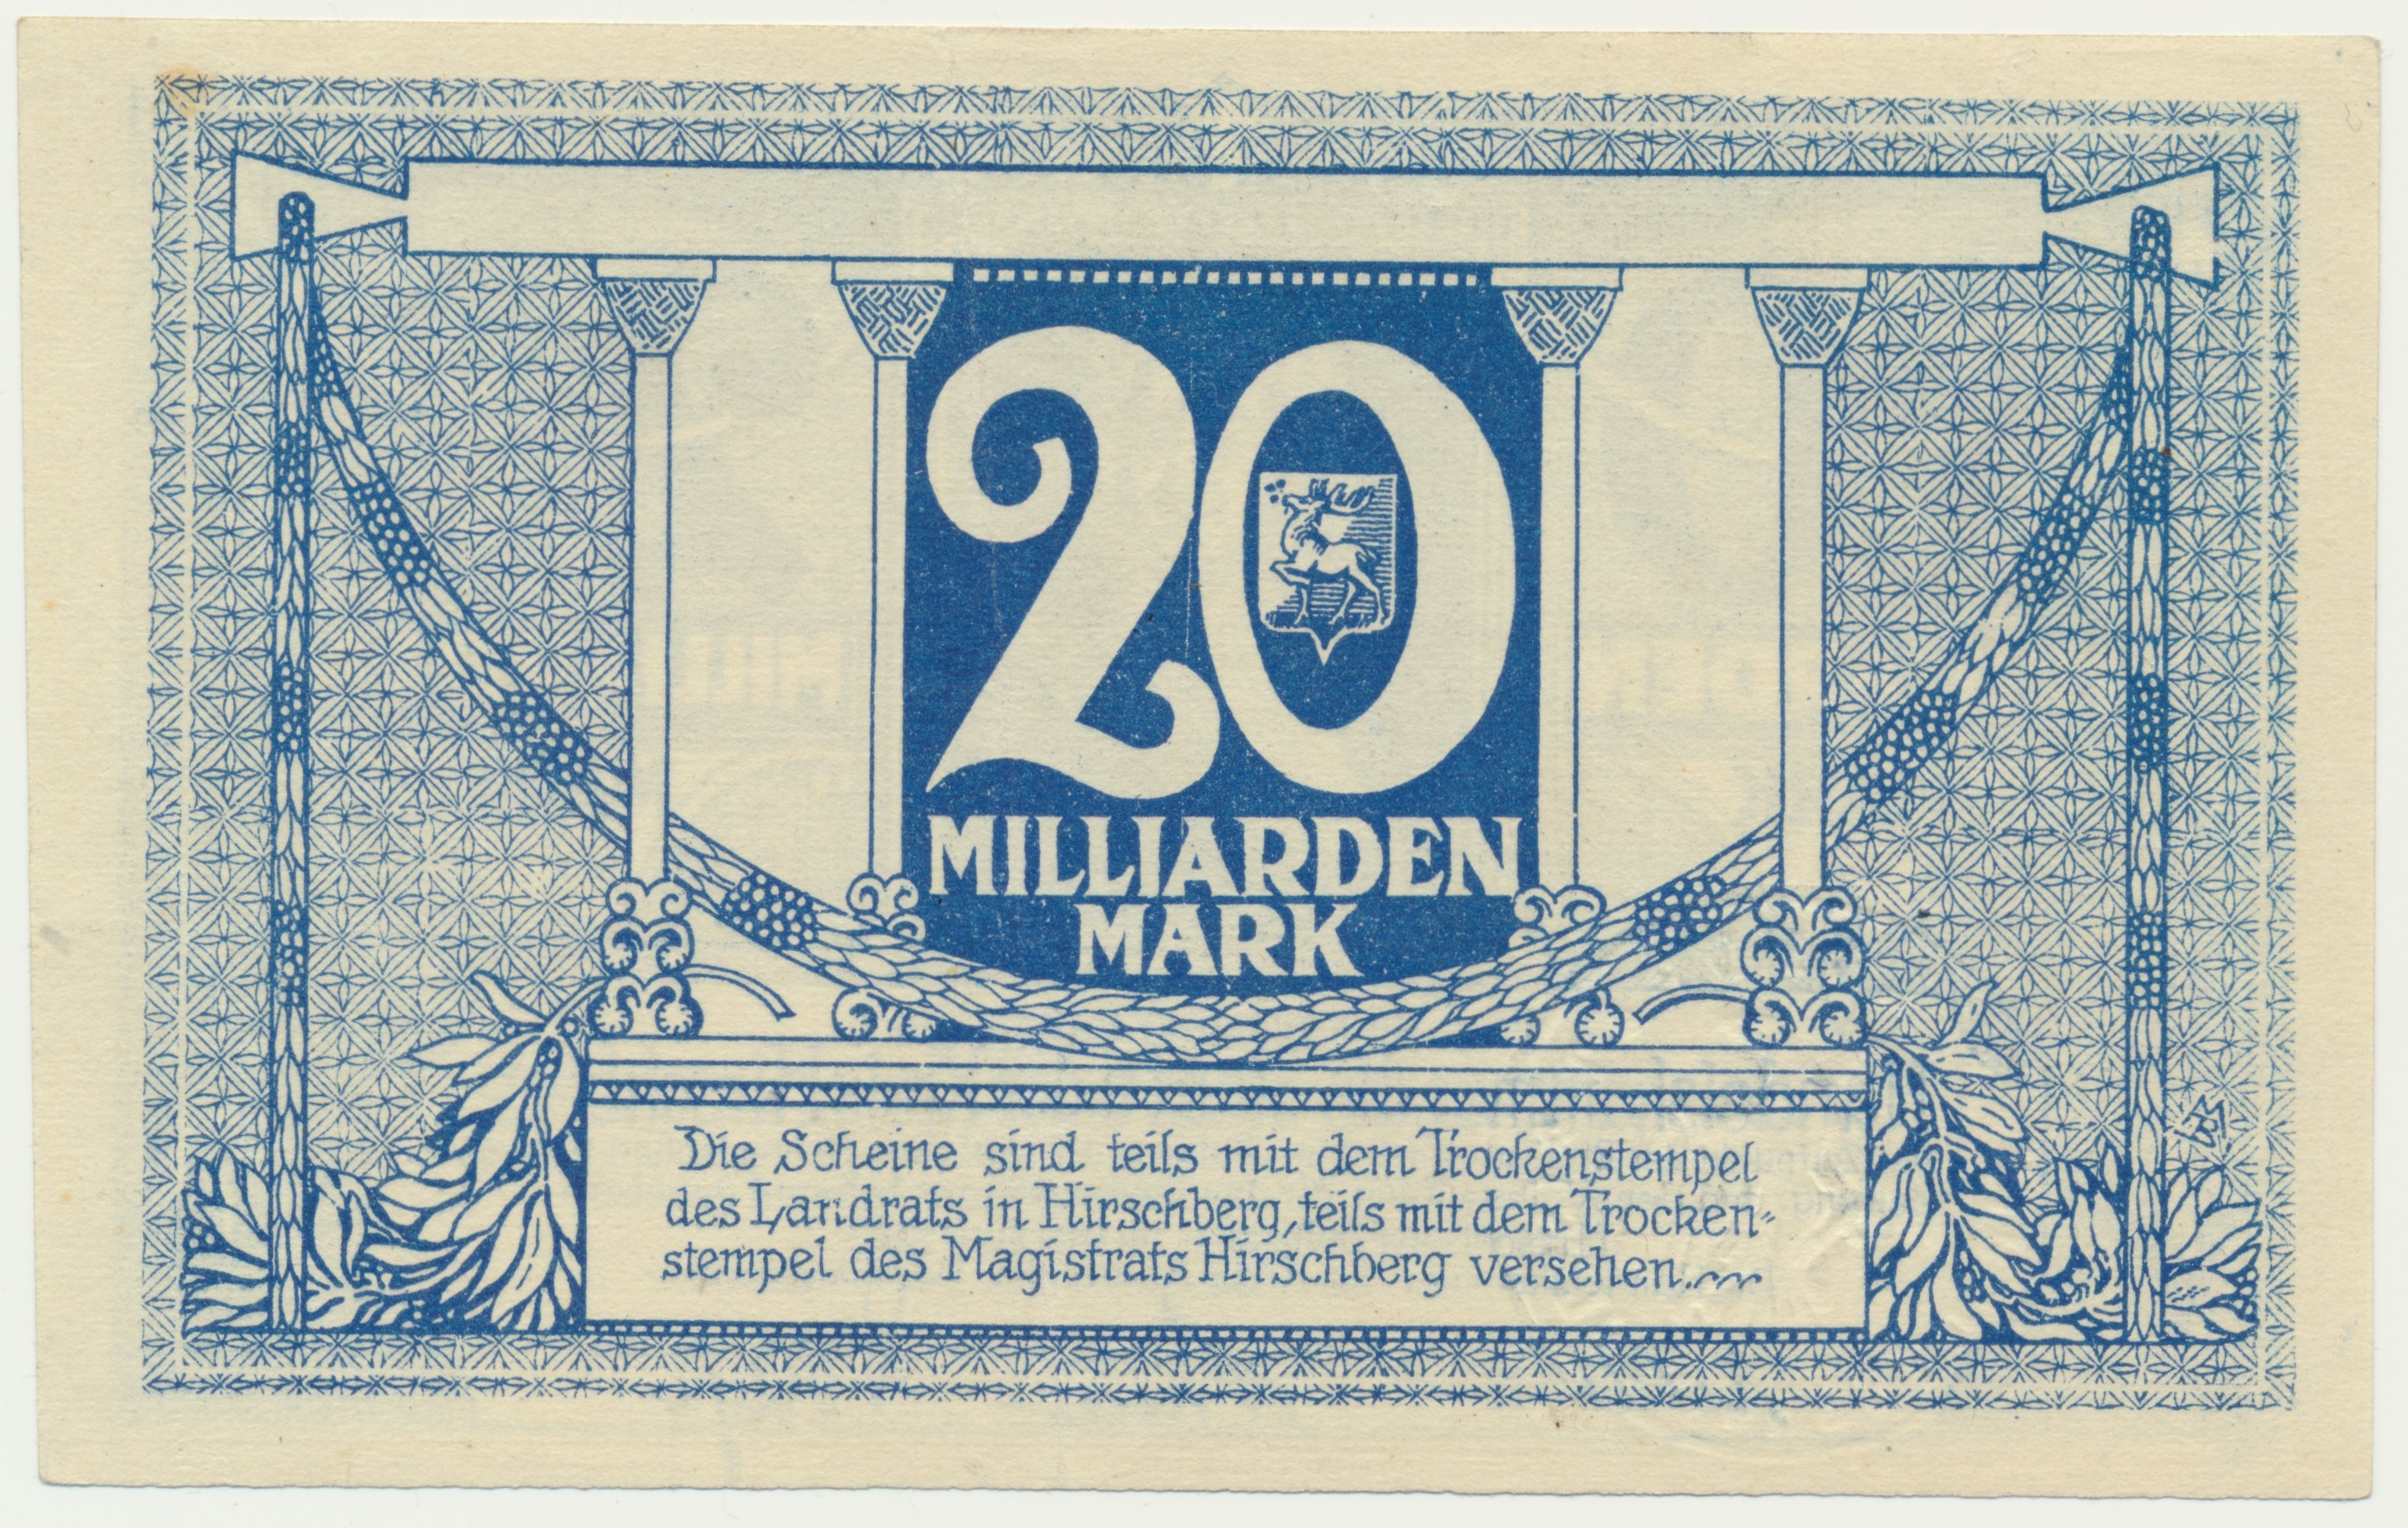 20
MILLIARDEN
MARK
Die Scheine sind teils mit dem Trockenstempel
des Landrats in Hirschberg, teils mit dem Trocken-
stempel des Magistrats Hirschberg versehen.